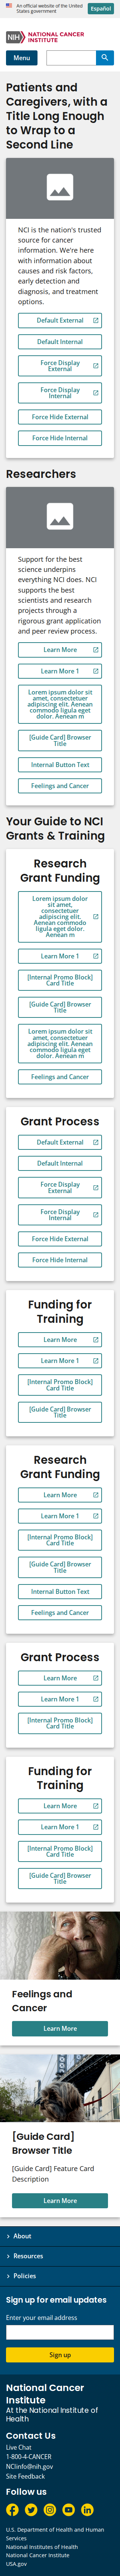 An official website of the United States government
Español
NIH NATIONAL CANCER INSTITUTE
Menu
Patients and
Caregivers, with a
Title Long Enough
to Wrap to a
Second Line
NCI is the nation's trusted
source for cancer
information. We're here
with information about
causes and risk factors,
early detection and
diagnosis, and treatment
options.
Default External
Default Internal
Force Display
External
Force Display
Internal
Force Hide External
Force Hide Internal
Researchers
Support for the best
science underpins
everything NCI does. NCI
supports the best
scientists and research
projects through a
rigorous grant application
and peer review process.
Learn More
Learn More 1
Lorem ipsum dolor sit
amet, consectetuer
adipiscing elit. Aenean
commodo ligula eget
dolor. Aenean m
[Guide Card] Browser
Title
Internal Button Text
Feelings and Cancer
Your Guide to NCI
Grants & Training
Research
Grant Funding
Lorem ipsum dolor
sit amet,
consectetuer
adipiscing elit.
Aenean commodo
ligula eget dolor.
Aenean m
Learn More 1
[Internal Promo Block]
Card Title
[Guide Card] Browser
Title
Lorem ipsum dolor sit
amet, consectetuer
adipiscing elit. Aenean
commodo ligula eget
dolor. Aenean m
Feelings and Cancer
Grant Process
Default External
Default Internal
Force Display
External
Force Display
Internal
Force Hide External
Force Hide Internal
Funding for
Training
Learn More
Learn More 1
[Internal Promo Block]
Card Title
[Guide Card] Browser
Title
Research
Grant Funding
Learn More
Learn More 1
[Internal Promo Block]
Card Title
[Guide Card] Browser
Title
Internal Button Text
Feelings and Cancer
Grant Process
Learn More
Learn More 1
[Internal Promo Block]
Card Title
Funding for
Training
Learn More
Learn More 1
[Internal Promo Block]
Card Title
[Guide Card] Browser
Title
Feelings and
Cancer
Learn More
[Guide Card]
Browser Title
[Guide Card] Feature Card
Description
Learn More
About
Resources
Policies
Sign up for email updates
Enter your email address
Sign up
National Cancer
Institute
At the National Institute of
Health
Contact Us
Live Chat
1-800-4-CANCER
NCIinfo@nih.gov
Site Feedback
Follow us
U.S. Department of Health and Human
Services
National Institutes of Health
National Cancer Institute
USA.gov